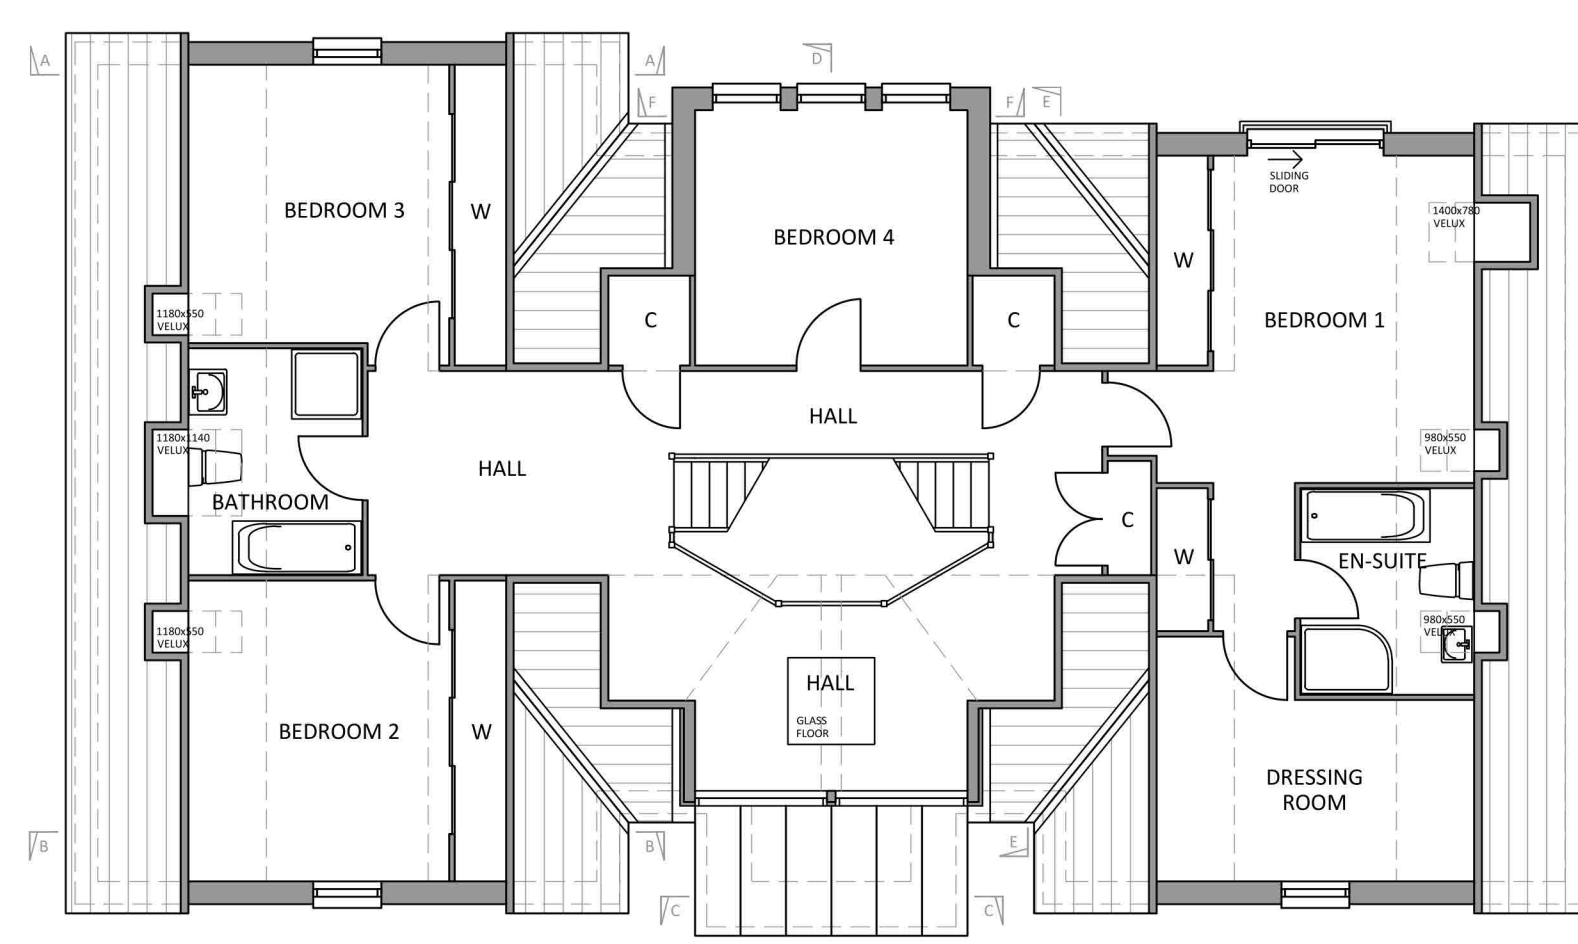 A
A
D
F
F
E
SLIDING
DOOR
BEDROOM 3
W
1400x780
VELUX
BEDROOM 4
W
1180x550
VELUX
C
C
BEDROOM 1
HALL
1180x1140
VELUX
980x550
VELUX
HALL
BATHROOM
C
W
EN-SUITE
1180x550
VELUX
980x550
VELUX
HALL
GLASS
FLOOR
BEDROOM 2
W
DRESSING
ROOM
B
B
E
C
C